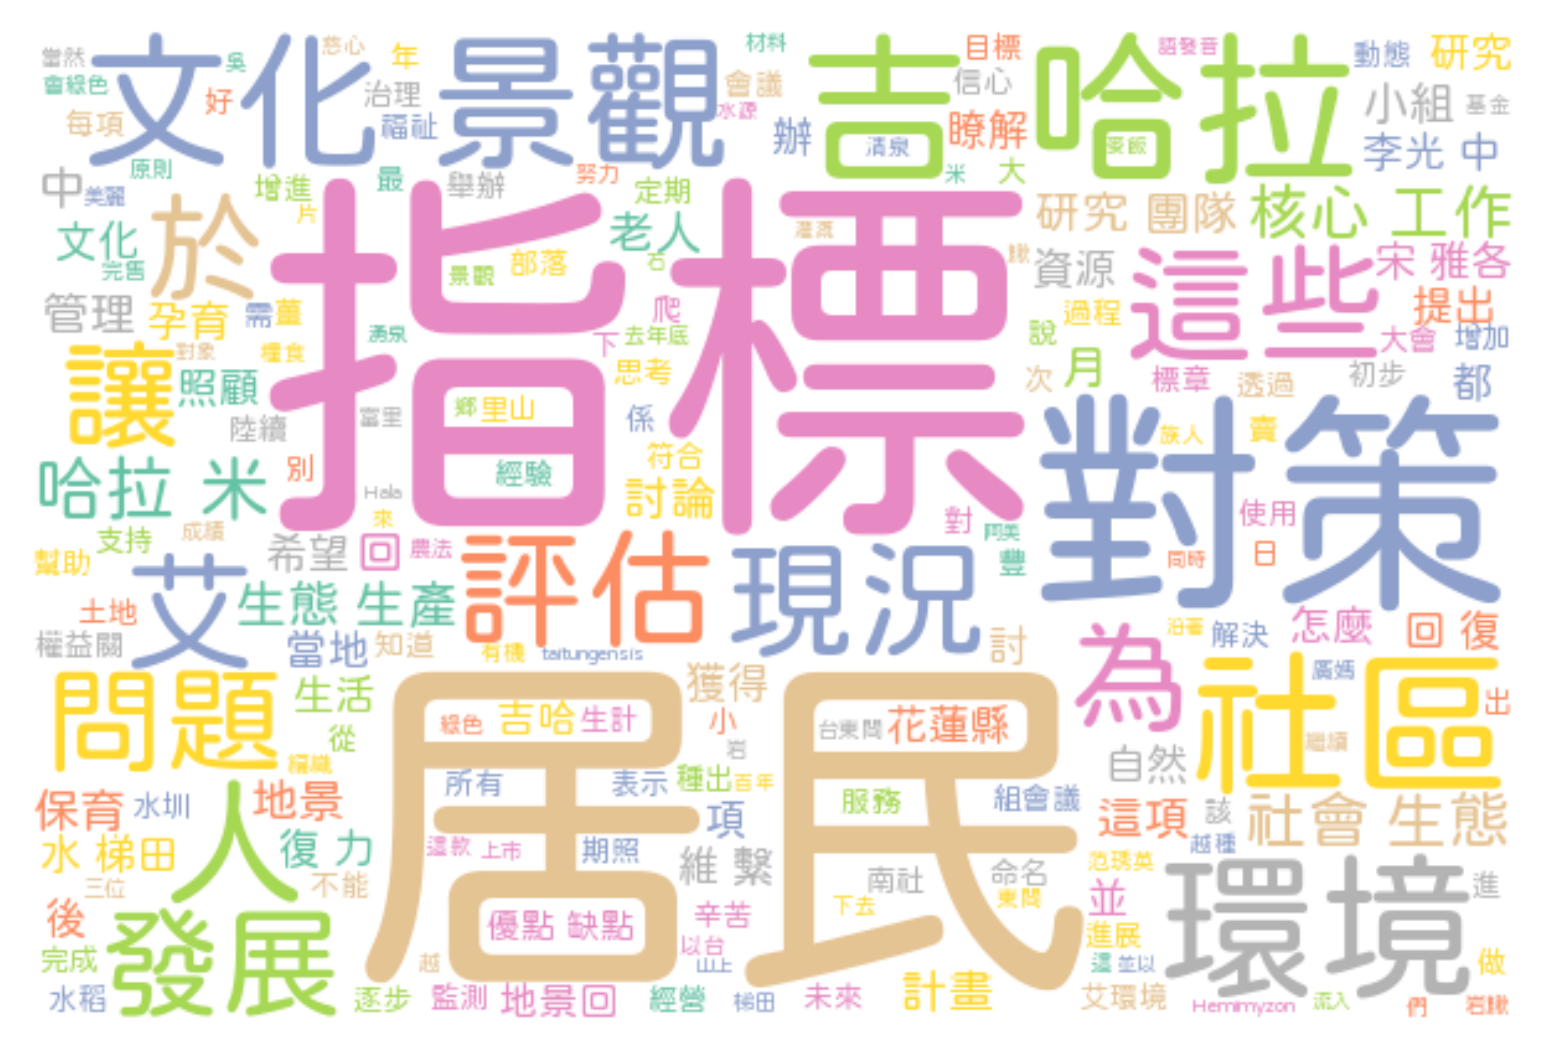 當然 會綠色 文化 景觀 吳 慈心 年 材料 吉 哈拉 目標 語發音 動態 研究
每項 好 治理 福祉 會議 水源 辦 清泉 信心 瞭解 要飯 小組 基金
原則 李光 中
中 美麗 增進 最 舉辦 努力 定期 米 大
文化 完售 於 片 指標 老人 灌溉 研究 團隊 核心 工作
景觀 部落 石 鰍 資源 這些 宋 雅各
管理 孕育 需 薑 湧泉 爬 下 去年底 說 過程 提出
讓 對象 糧食 思考 月 大會 增加
照顧 次 標章 透過 初步 都
陸續 富里 鄉 里山 係 對策 族人 賣
哈拉 米 別 經驗 符合
Hala 討論 使用
支持 成績 來 對 阿美
幫助 艾 希望 回 農法 評估 現況 豐 同時 日
土地 生態 生產
權益關 當地 知道 有機 taitungensis 討 為 沿著 解決 怎麼 回 復
問題 生活 居民 獲得 社區 廣媽
從 綠色 吉哈 生計 小 台東間 花蓮縣 出
編織 岩 自然 繼續
保育 水圳 人 地景 所有 表示 種出 百年 服務 組會議 這項 該 社會 生態
水 梯田 復 力 這款 上市 期照 項 越種
三位 不能 維 繫 南社 命名 范琇英 環境 進
後 發展 優點 缺點 辛苦 下去 東間 並
完成 越 以台 山上 進展 這 並以 做
水稻 逐步 監測 地景回 經營 梯田 未來 計畫 艾環境 Hemimyzon 流入 們 岩鰍